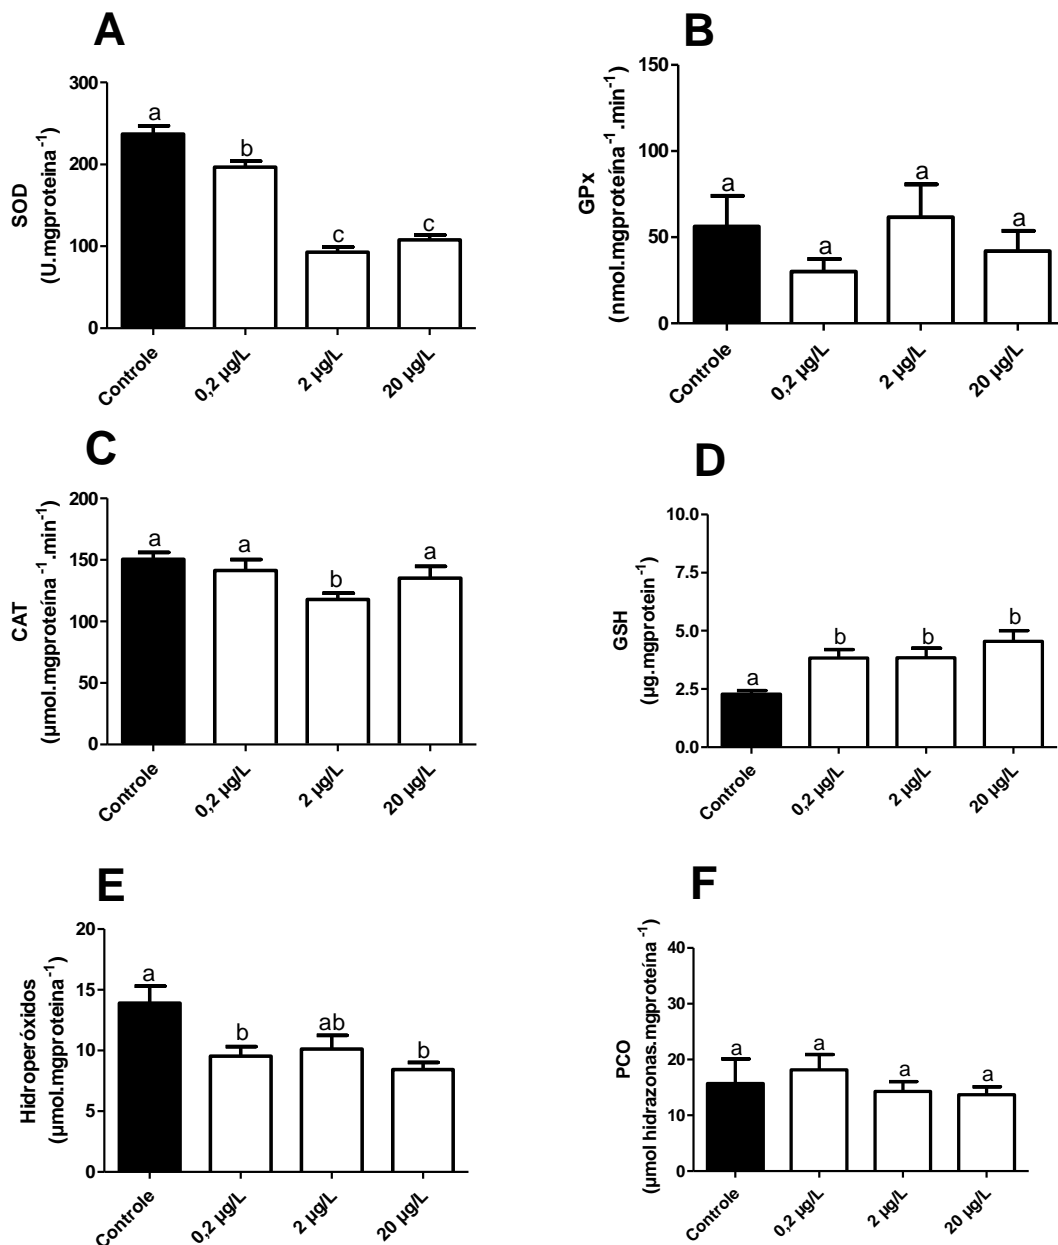 A
SOD
(U.mgproteina⁻¹)
300
200
100
0
a
b
c
c
Controle
0,2 µg/L
2 µg/L
20 µg/L
B
GPx
(nmol.mgproteína⁻¹.min⁻¹)
150
100
50
0
a
a
a
a
Controle
0,2 µg/L
2 µg/L
20 µg/L
C
CAT
(µmol.mgproteína⁻¹.min⁻¹)
200
150
100
50
0
a
a
b
a
Controle
0,2 µg/L
2 µg/L
20 µg/L
D
GSH
(µg.mgprotein⁻¹)
10.0
7.5
5.0
2.5
0.0
a
b
b
b
Controle
0,2 µg/L
2 µg/L
20 µg/L
E
Hidroperóxidos
(µmol.mgproteina⁻¹)
20
15
10
5
0
a
b
ab
b
Controle
0,2 µg/L
2 µg/L
20 µg/L
F
PCO
(µmol hidrazonas.mgproteína⁻¹)
40
30
20
10
0
a
a
a
a
Controle
0,2 µg/L
2 µg/L
20 µg/L